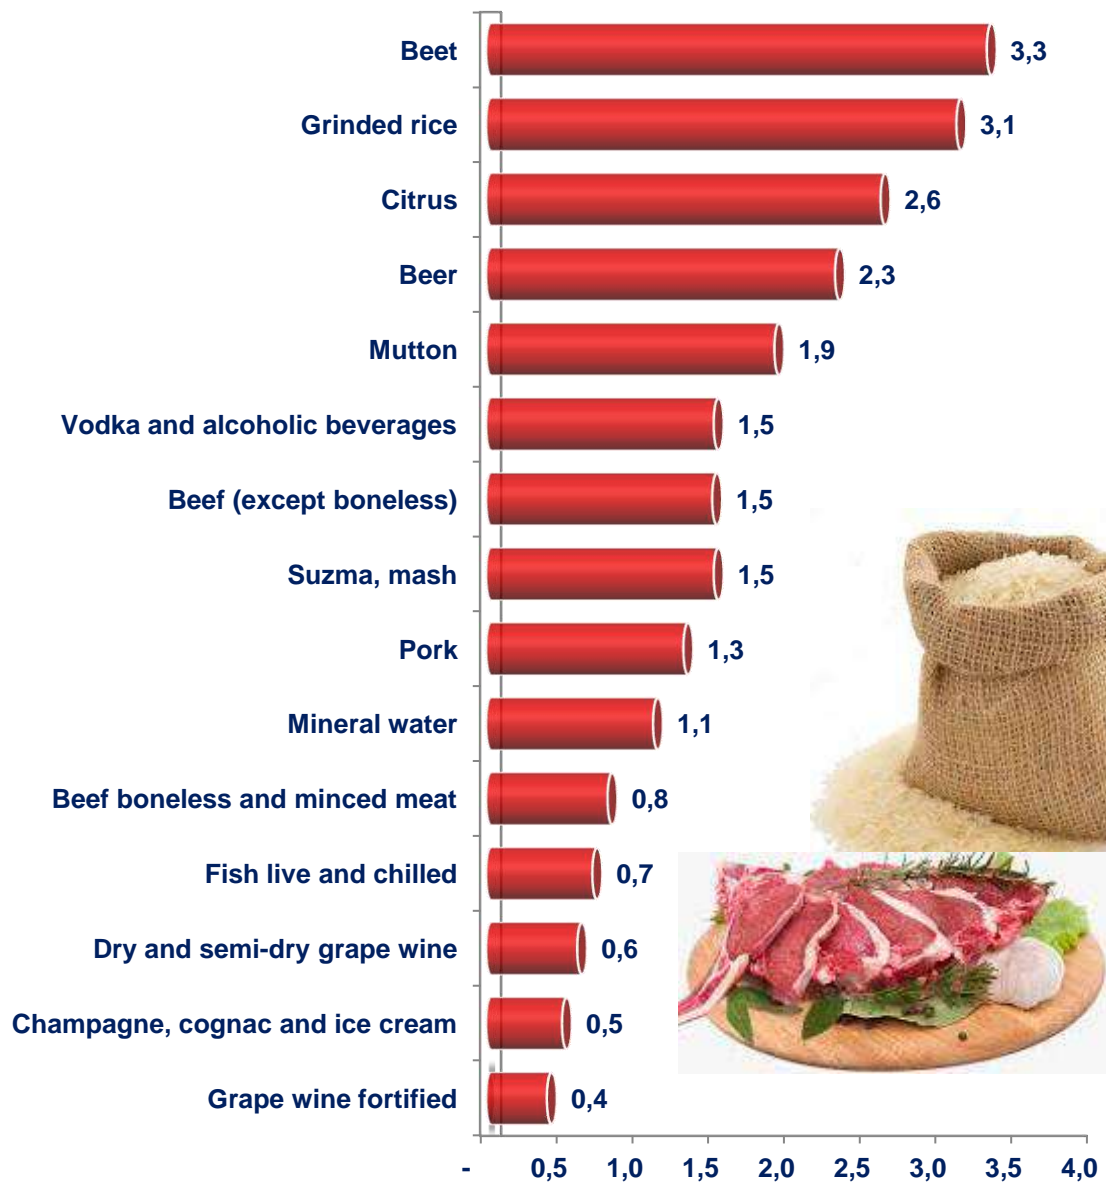 Beet 3,3
Grinded rice 3,1
Citrus 2,6
Beer 2,3
Mutton 1,9
Vodka and alcoholic beverages 1,5
Beef (except boneless) 1,5
Suzma, mash 1,5
Pork 1,3
Mineral water 1,1
Beef boneless and minced meat 0,8
Fish live and chilled 0,7
Dry and semi-dry grape wine 0,6
Champagne, cognac and ice cream 0,5
Grape wine fortified 0,4
- 0,5 1,0 1,5 2,0 2,5 3,0 3,5 4,0